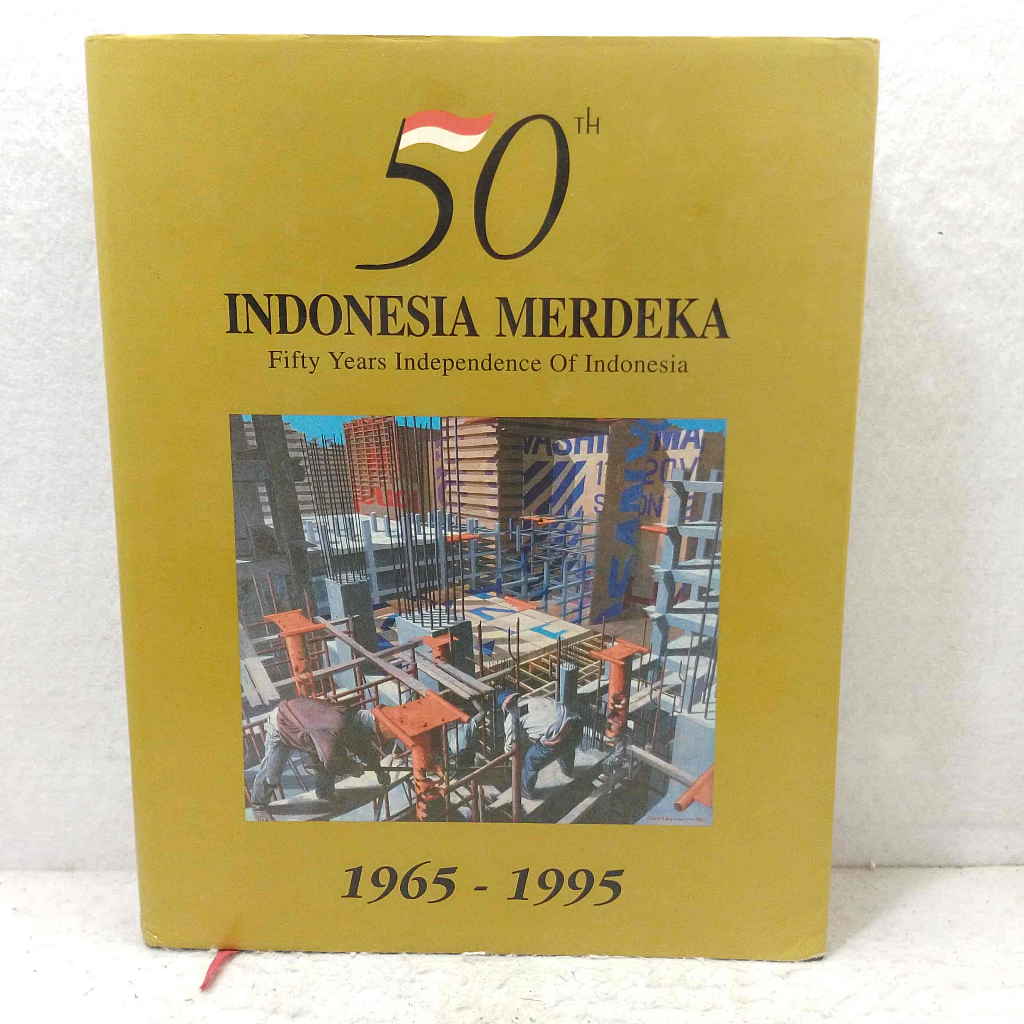 50TH
INDONESIA MERDEKA
Fifty Years Independence Of Indonesia
1965 - 1995